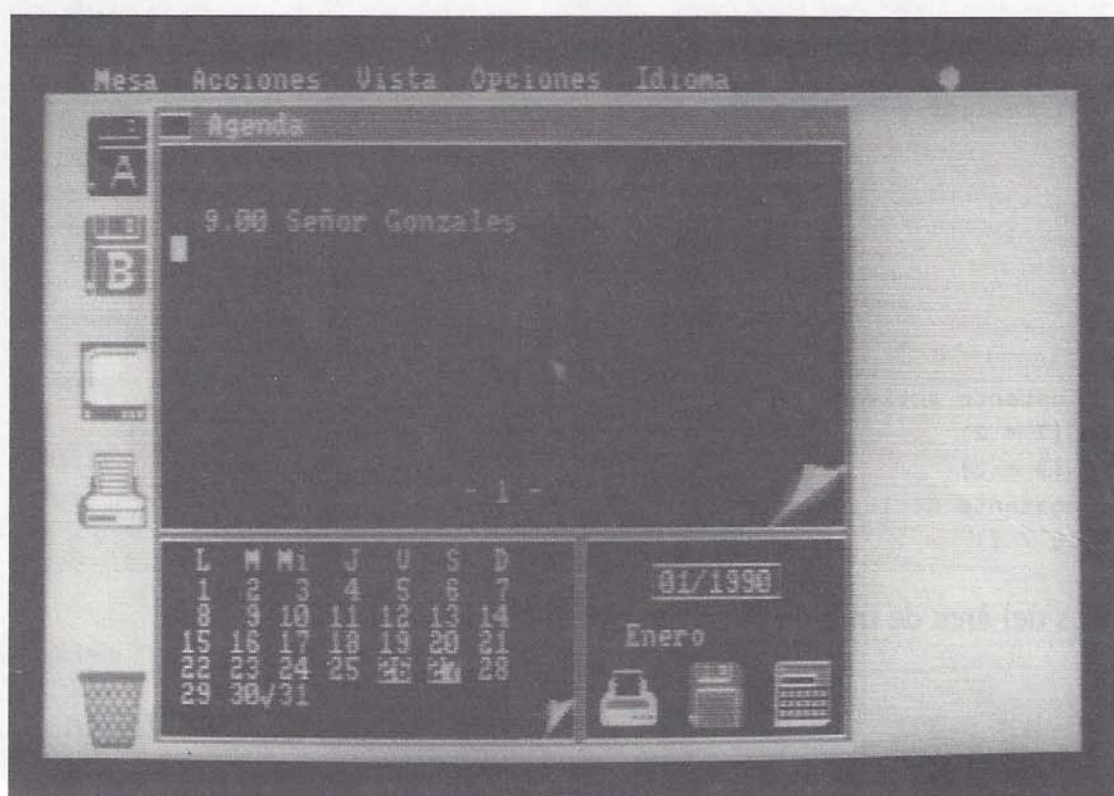 Mesa Acciones Vista Opciones Idioma
Agenda
A
9.00 Señor Gonzales
B
- 1 -
L M Mi J V S D
1 2 3 4 5 6 7
8 9 10 11 12 13 14
15 16 17 18 19 20 21
22 23 24 25 26 27 28
29 30√31
01/1990
Enero